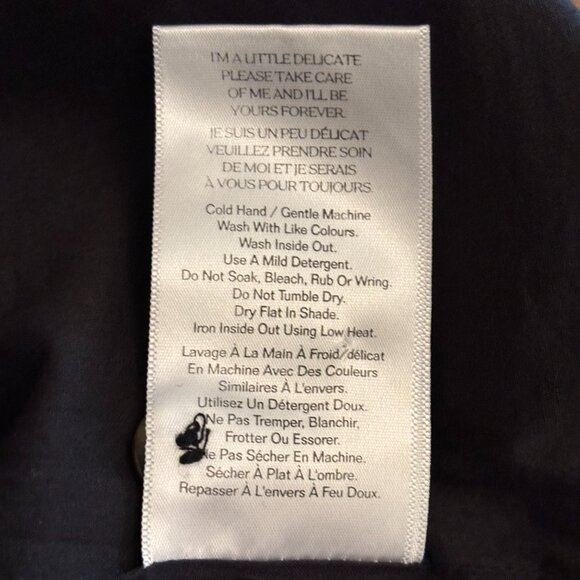 I'M A LITTLE DELICATE
PLEASE TAKE CARE
OF ME AND I'LL BE
YOURS FOREVER.
JE SUIS UN PEU DÉLICAT
VEUILLEZ PRENDRE SOIN
DE MOI ET JE SERAIS
À VOUS POUR TOUJOURS.
Cold Hand / Gentle Machine
Wash With Like Colours.
Wash Inside Out.
Use A Mild Detergent.
Do Not Soak, Bleach, Rub Or Wring.
Do Not Tumble Dry.
Dry Flat In Shade.
Iron Inside Out Using Low Heat.
Lavage À La Main À Froid/délicat
En Machine Avec Des Couleurs
Similaires À L'envers.
Utilisez Un Détergent Doux.
Ne Pas Tremper, Blanchir,
Frotter Ou Essorer.
Ne Pas Sécher En Machine.
Sécher À Plat À L'ombre.
Repasser À L'envers À Feu Doux.